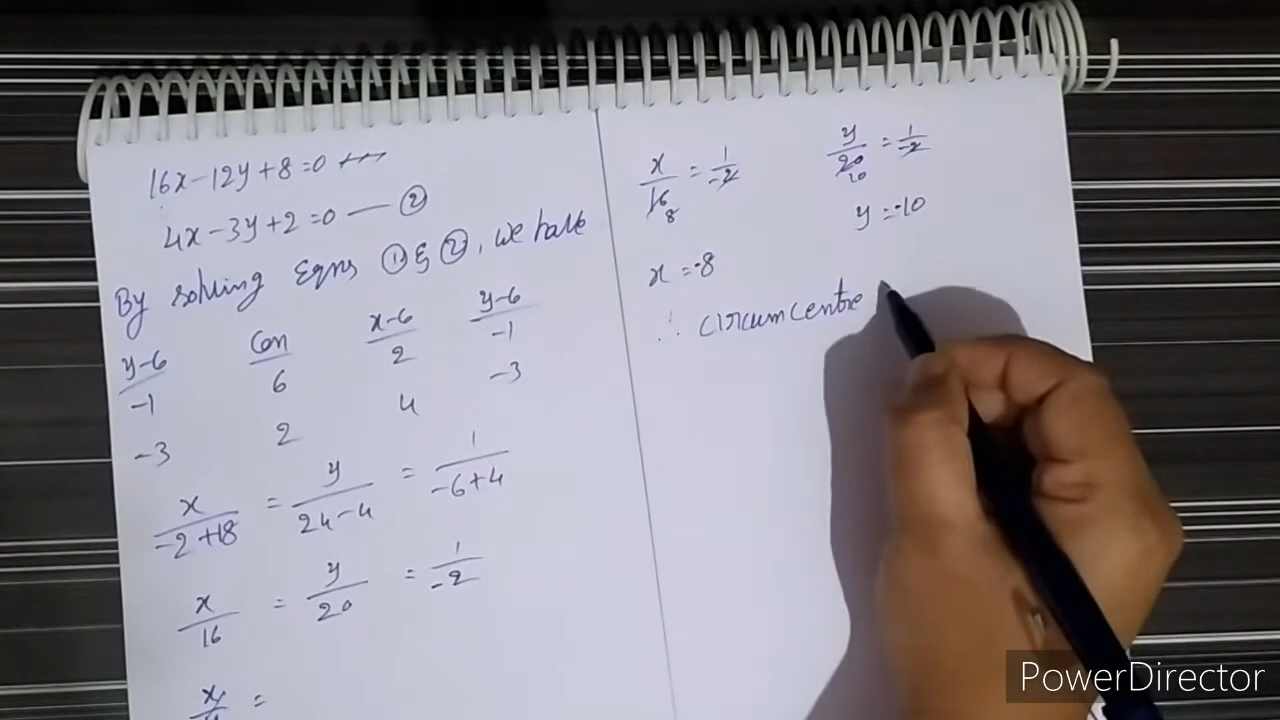 16x-12y+8=0
4x-3y+2=0 — ②
By solving Eqns ① & ②, we have
y-6 Con x-6 y-6
-1 6 2 -1
-3 2 4 -3
x/-2+18 = y/24-4 = 1/-6+4
x/16 = y/20 = 1/-2
x/16 = 1/-2
8
x = -8
y/20 = 1/-2
10
y = -10
∴ circumcentre
PowerDirector